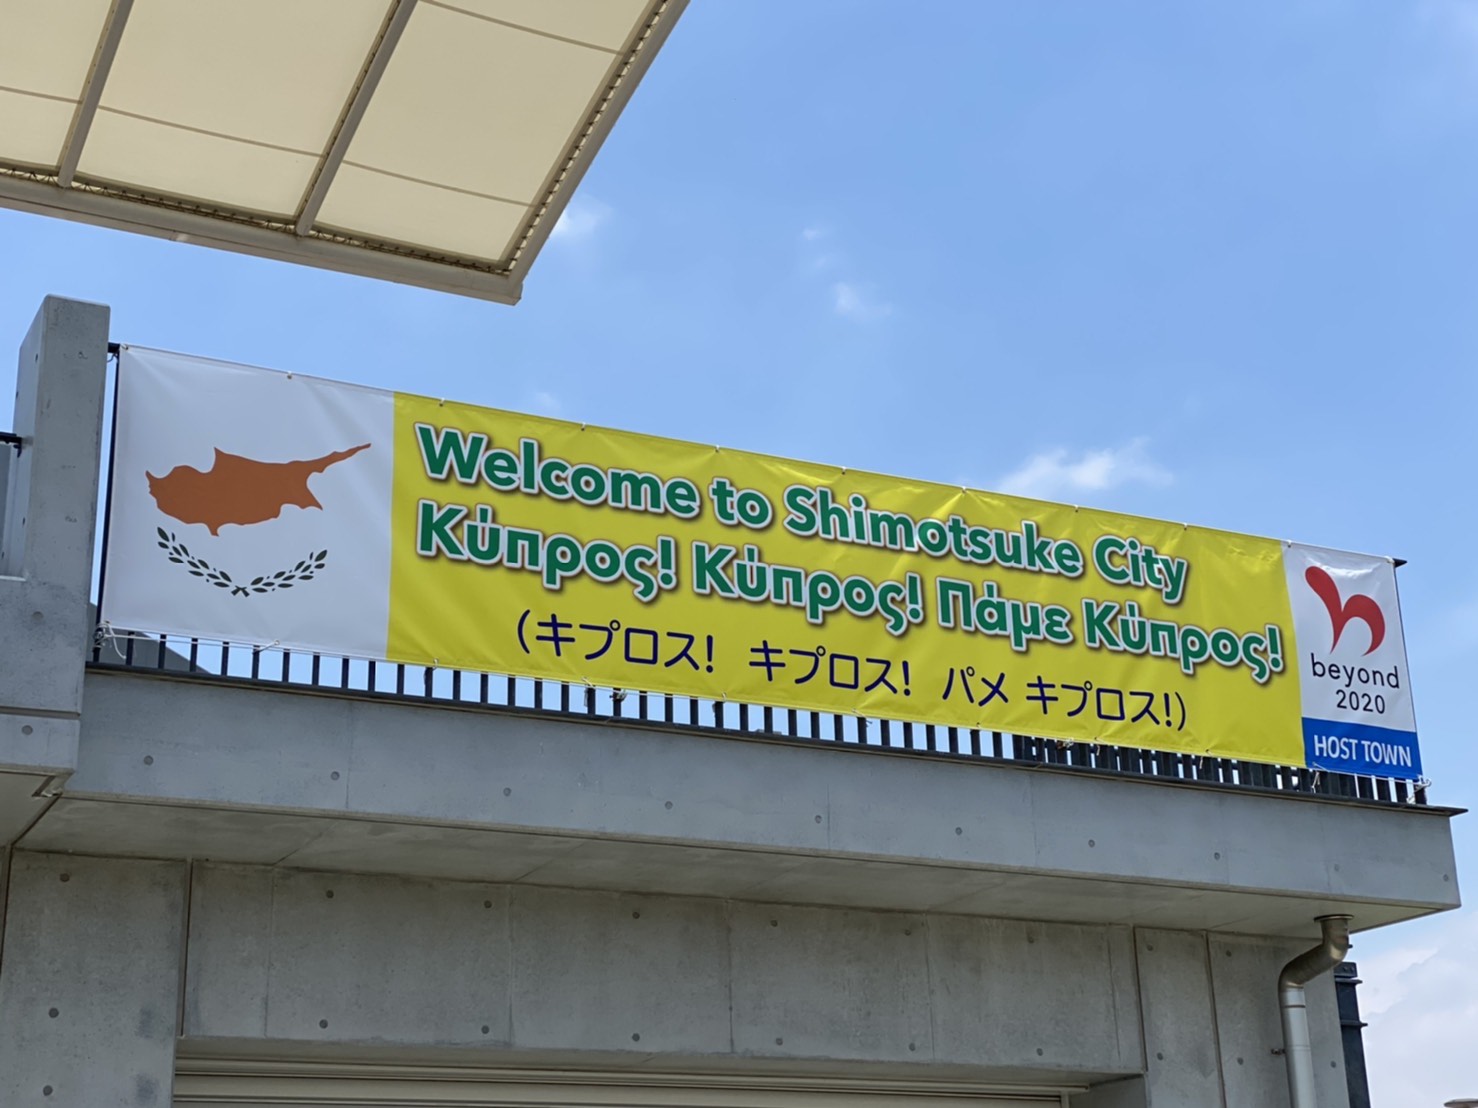 Welcome to Shimotsuke City
Κύπρος! Κύπρος! Πάμε Κύπρος!
(キプロス! キプロス! パメ キプロス!)
beyond
2020
HOST TOWN